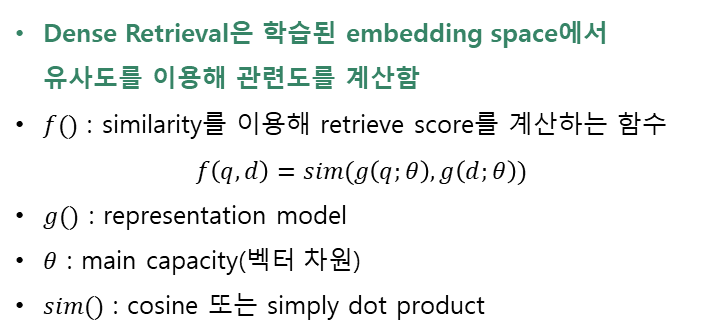 • Dense Retrieval은 학습된 embedding space에서
유사도를 이용해 관련도를 계산함
• 𝑓() : similarity를 이용해 retrieve score를 계산하는 함수
𝑓(𝑞, 𝑑) = 𝑠𝑖𝑚(𝑔(𝑞; 𝜃), 𝑔(𝑑; 𝜃))
• 𝑔() : representation model
• 𝜃 : main capacity(벡터 차원)
• 𝑠𝑖𝑚() : cosine 또는 simply dot product